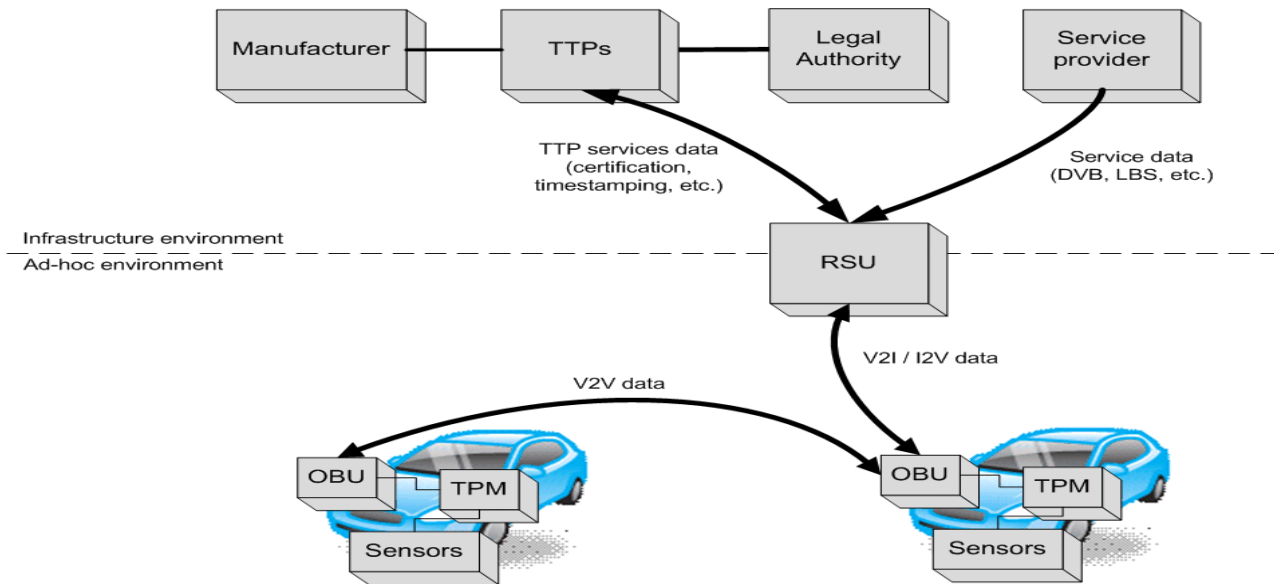 Manufacturer
TTPs
Legal
Authority
Service
provider
TTP services data
(certification,
timestamping, etc.)
Service data
(DVB, LBS, etc.)
Infrastructure environment
Ad-hoc environment
RSU
V2I / I2V data
V2V data
OBU
TPM
Sensors
OBU
TPM
Sensors